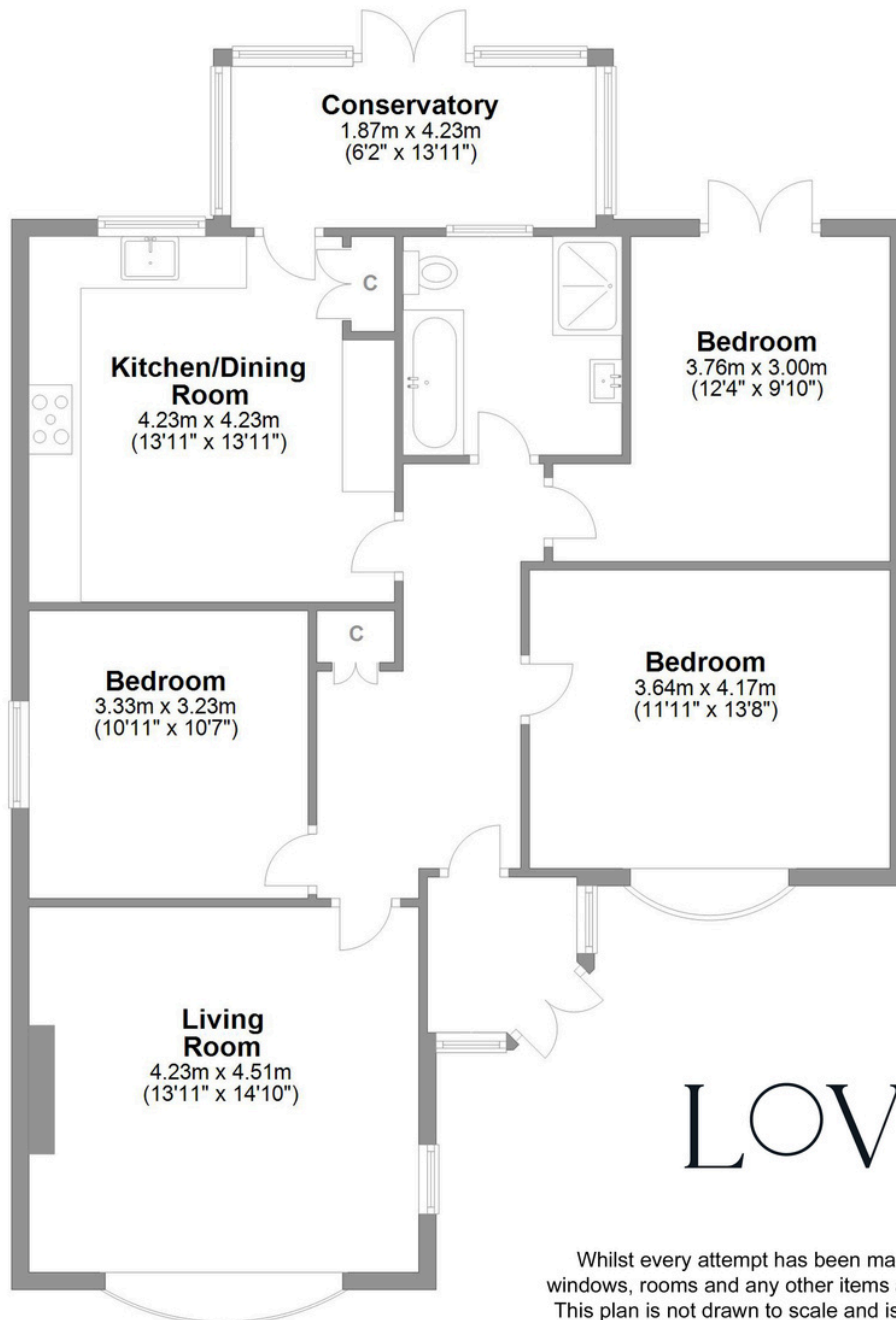 Conservatory
1.87m x 4.23m
(6'2" x 13'11")
C
Kitchen/Dining
Room
4.23m x 4.23m
(13'11" x 13'11")
Bedroom
3.76m x 3.00m
(12'4" x 9'10")
C
Bedroom
3.33m x 3.23m
(10'11" x 10'7")
Bedroom
3.64m x 4.17m
(11'11" x 13'8")
Living
Room
4.23m x 4.51m
(13'11" x 14'10")
LOV
Whilst every attempt has been ma
windows, rooms and any other items
This plan is not drawn to scale and is